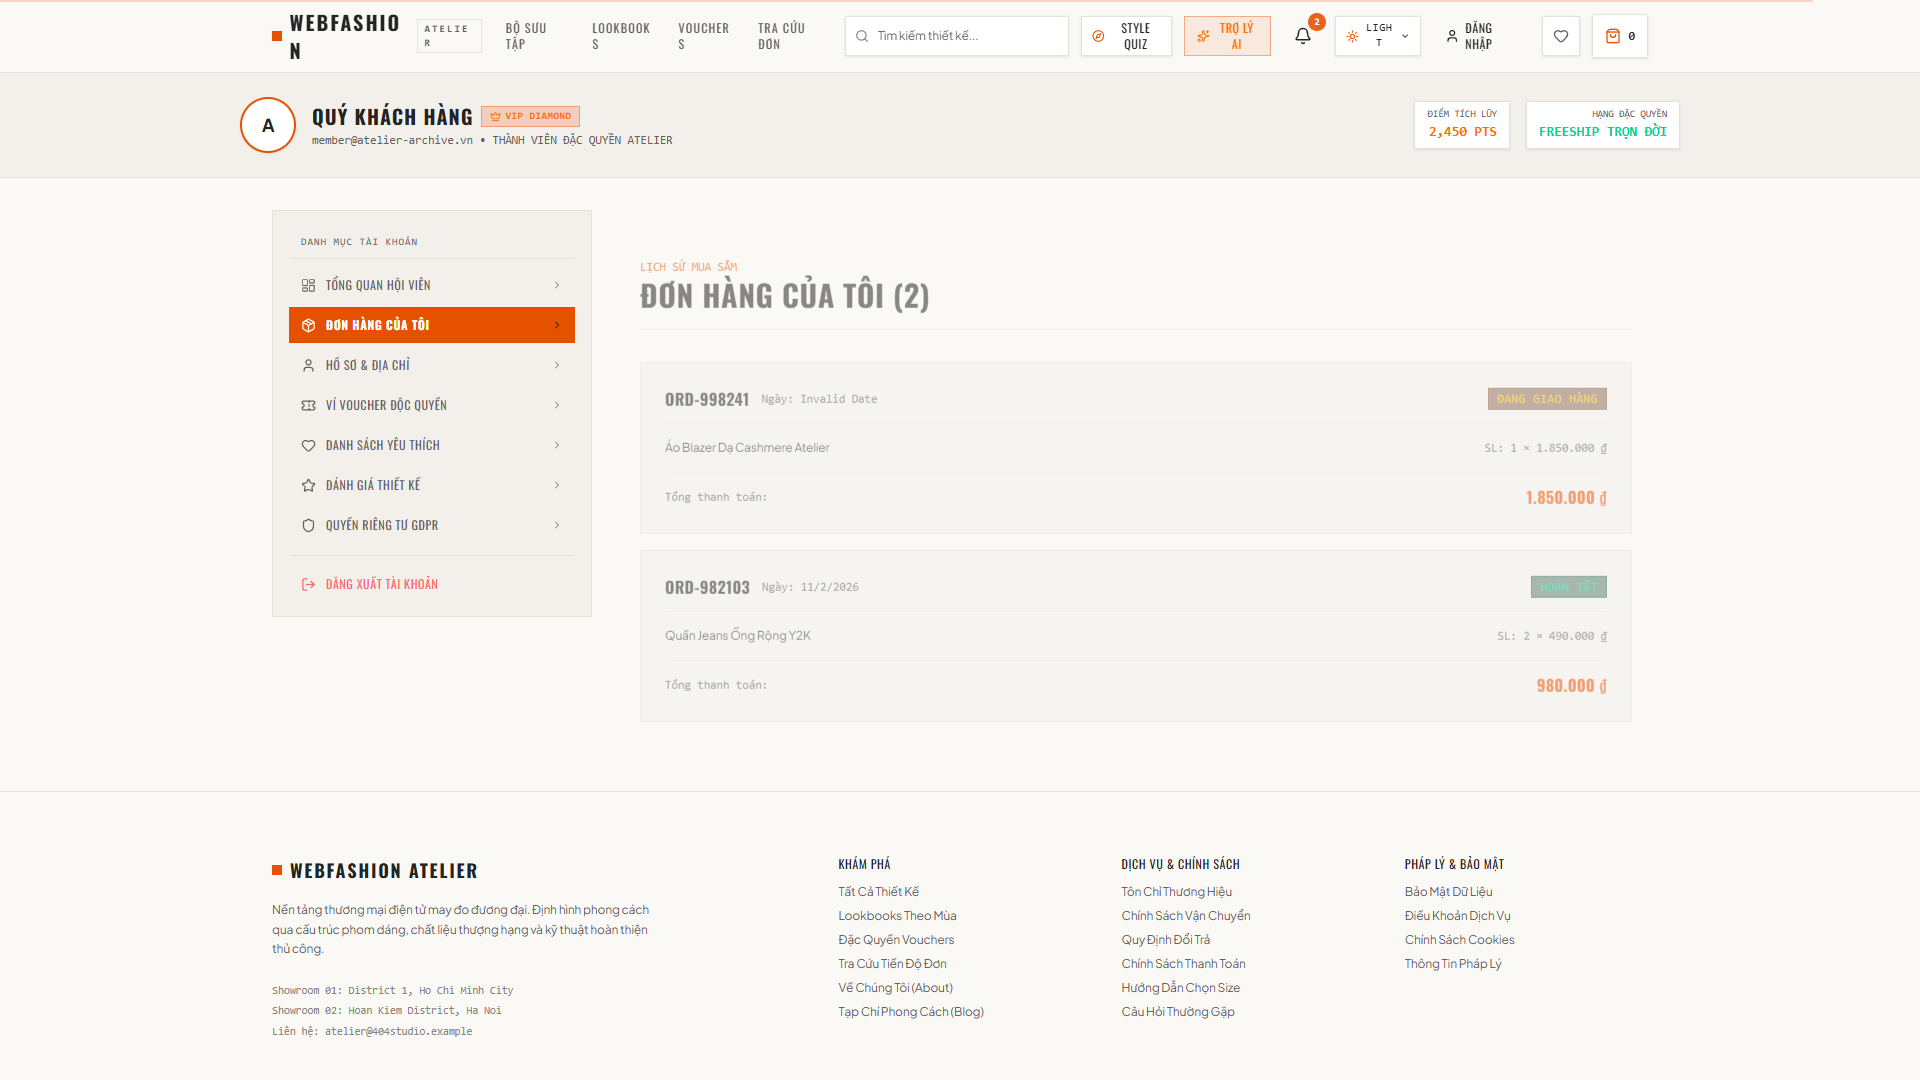 WEBFASHIO
N
ATELIE
R
BỘ SƯU
TẬP
LOOKBOOK
S
VOUCHER
S
TRA CỨU
ĐƠN
Tìm kiếm thiết kế...
STYLE
QUIZ
TRỢ LÝ
AI
2
LIGH
T
ĐĂNG
NHẬP
0
A
QUÝ KHÁCH HÀNG
VIP DIAMOND
member@atelier-archive.vn • THÀNH VIÊN ĐẶC QUYỀN ATELIER
ĐIỂM TÍCH LŨY
2,450 PTS
HẠNG ĐẶC QUYỀN
FREESHIP TRỌN ĐỜI
DANH MỤC TÀI KHOẢN
TỔNG QUAN HỘI VIÊN
ĐƠN HÀNG CỦA TÔI
HỒ SƠ & ĐỊA CHỈ
VÍ VOUCHER ĐỘC QUYỀN
DANH SÁCH YÊU THÍCH
ĐÁNH GIÁ THIẾT KẾ
QUYỀN RIÊNG TƯ GDPR
ĐĂNG XUẤT TÀI KHOẢN
LỊCH SỬ MUA SẮM
ĐƠN HÀNG CỦA TÔI (2)
ORD-998241 Ngày: Invalid Date
ĐANG GIAO HÀNG
Áo Blazer Dạ Cashmere Atelier
SL: 1 × 1.850.000 ₫
Tổng thanh toán:
1.850.000 ₫
ORD-982103 Ngày: 11/2/2026
HOÀN TẤT
Quần Jeans Ống Rộng Y2K
SL: 2 × 490.000 ₫
Tổng thanh toán:
980.000 ₫
WEBFASHION ATELIER
Nền tảng thương mại điện tử may đo đương đại. Định hình phong cách
qua cấu trúc phom dáng, chất liệu thượng hạng và kỹ thuật hoàn thiện
thủ công.
Showroom 01: District 1, Ho Chi Minh City
Showroom 02: Hoan Kiem District, Ha Noi
Liên hệ: atelier@404studio.example
KHÁM PHÁ
Tất Cả Thiết Kế
Lookbooks Theo Mùa
Đặc Quyền Vouchers
Tra Cứu Tiến Độ Đơn
Về Chúng Tôi (About)
Tạp Chí Phong Cách (Blog)
DỊCH VỤ & CHÍNH SÁCH
Tôn Chỉ Thương Hiệu
Chính Sách Vận Chuyển
Quy Định Đổi Trả
Chính Sách Thanh Toán
Hướng Dẫn Chọn Size
Câu Hỏi Thường Gặp
PHÁP LÝ & BẢO MẬT
Bảo Mật Dữ Liệu
Điều Khoản Dịch Vụ
Chính Sách Cookies
Thông Tin Pháp Lý